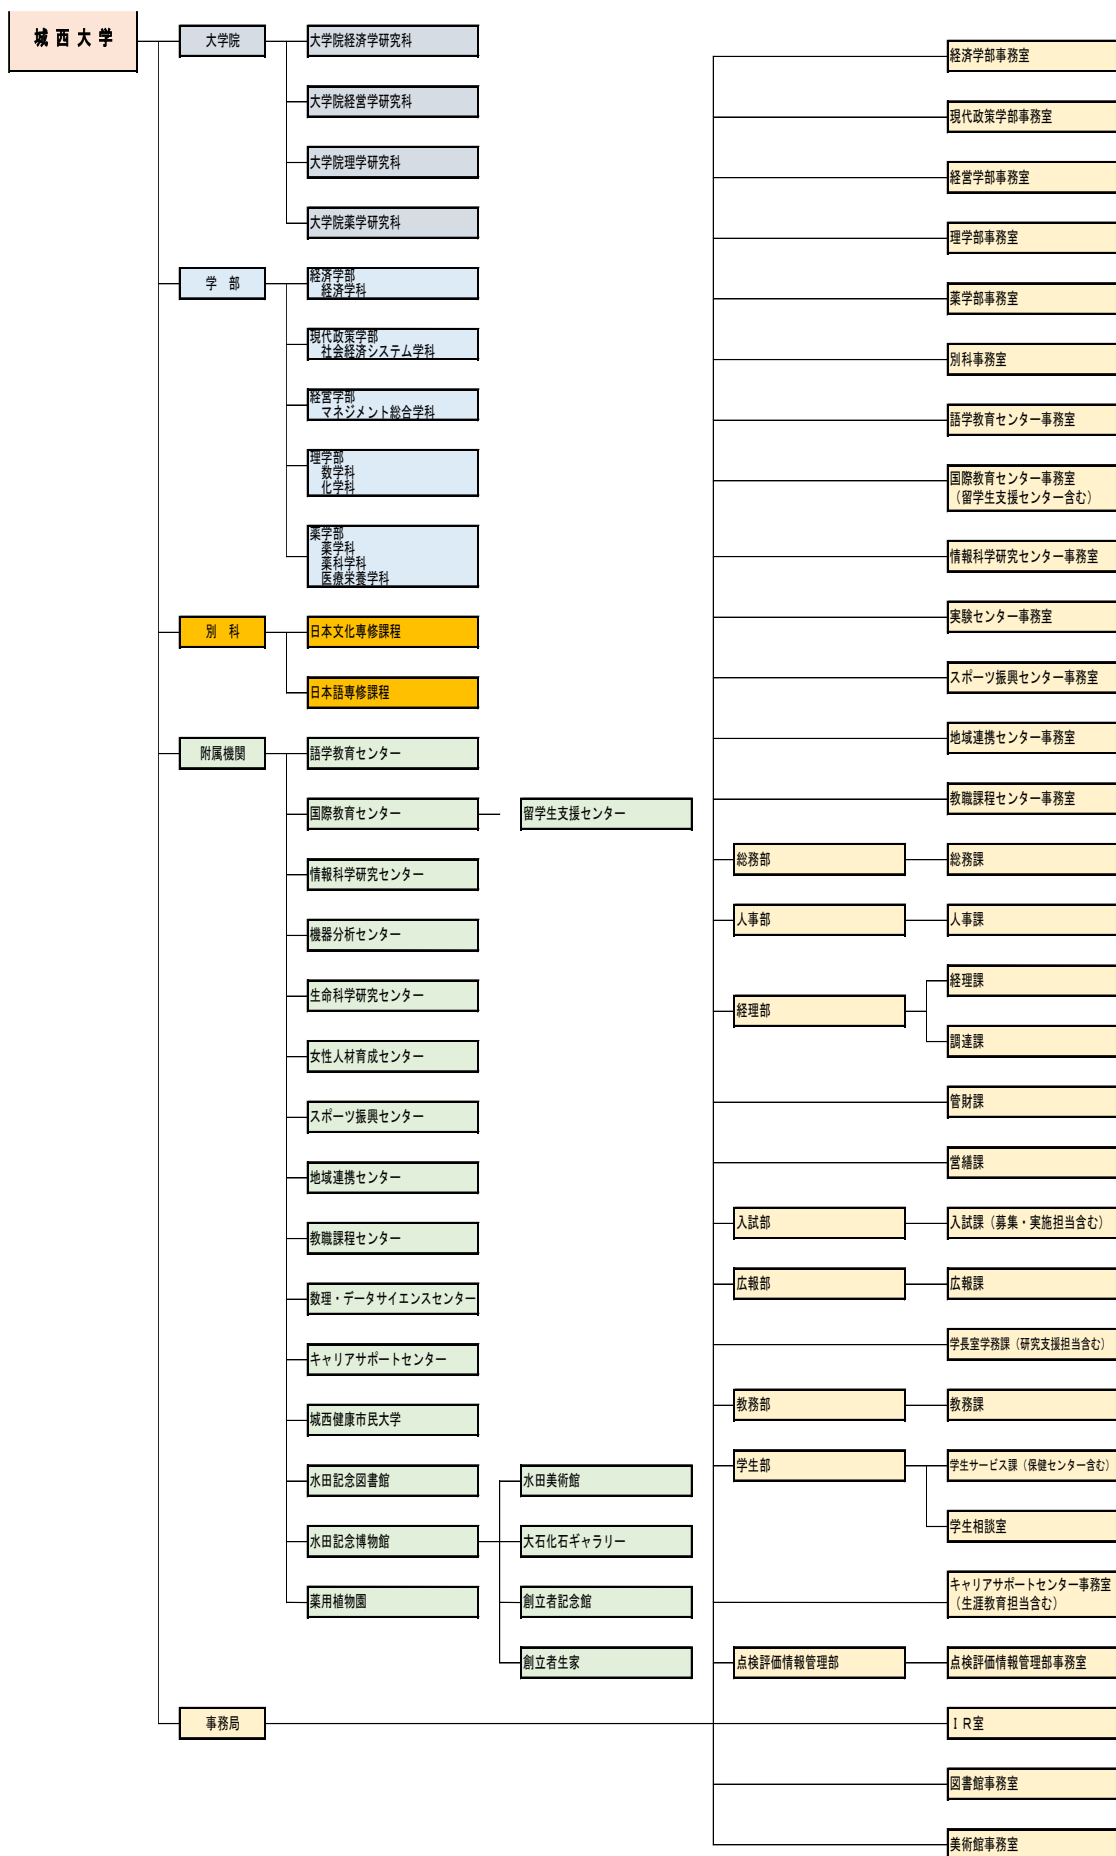 城 西 大 学
大学院
大学院経済学研究科
大学院経営学研究科
大学院理学研究科
大学院薬学研究科
学　部
経済学部
　経済学科
現代政策学部
　社会経済システム学科
経営学部
　マネジメント総合学科
理学部
　数学科
　化学科
薬学部
　薬学科
　薬科学科
　医療栄養学科
別　科
日本文化専修課程
日本語専修課程
附属機関
語学教育センター
国際教育センター
留学生支援センター
情報科学研究センター
機器分析センター
生命科学研究センター
女性人材育成センター
スポーツ振興センター
地域連携センター
教職課程センター
数理・データサイエンスセンター
キャリアサポートセンター
城西健康市民大学
水田記念図書館
水田記念博物館
水田美術館
大石化石ギャラリー
創立者記念館
創立者生家
薬用植物園
事務局
経済学部事務室
現代政策学部事務室
経営学部事務室
理学部事務室
薬学部事務室
別科事務室
語学教育センター事務室
国際教育センター事務室
（留学生支援センター含む）
情報科学研究センター事務室
実験センター事務室
スポーツ振興センター事務室
地域連携センター事務室
教職課程センター事務室
総務部
総務課
人事部
人事課
経理部
経理課
調達課
管財課
営繕課
入試部
入試課（募集・実施担当含む）
広報部
広報課
学長室学務課（研究支援担当含む）
教務部
教務課
学生部
学生サービス課（保健センター含む）
学生相談室
キャリアサポートセンター事務室
（生涯教育担当含む）
点検評価情報管理部
点検評価情報管理部事務室
ＩＲ室
図書館事務室
美術館事務室